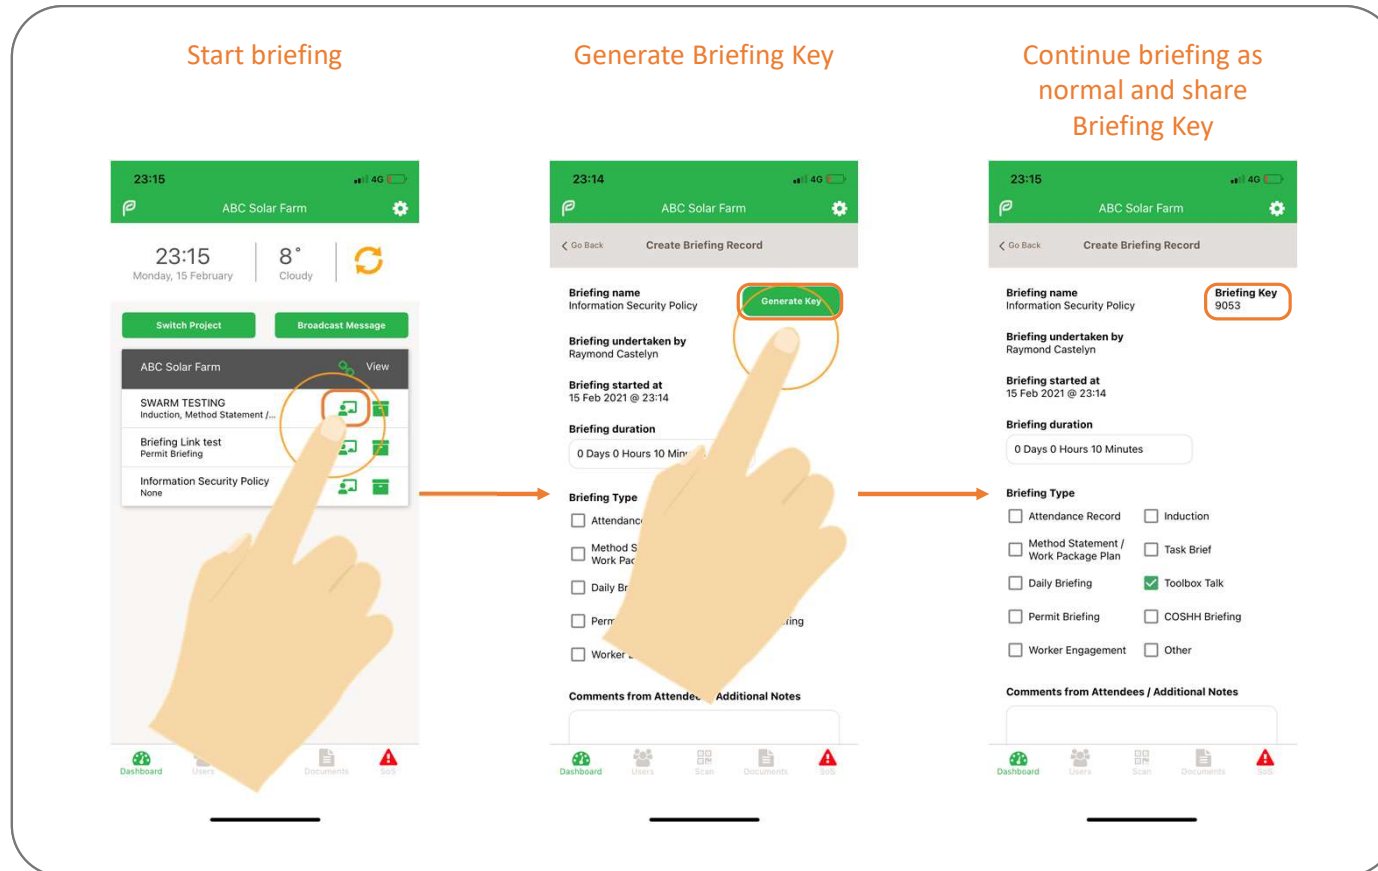 Start briefing
Generate Briefing Key
Continue briefing as
normal and share
Briefing Key
23:15
4G
ABC Solar Farm
23:15
Monday, 15 February
8°
Cloudy
Switch Project
Broadcast Message
ABC Solar Farm
View
SWARM TESTING
Induction, Method Statement /...
Briefing Link test
Permit Briefing
Information Security Policy
None
Dashboard
Users
Documents
SoS
23:14
4G
ABC Solar Farm
Go Back
Create Briefing Record
Briefing name
Information Security Policy
Generate Key
Briefing undertaken by
Raymond Castelyn
Briefing started at
15 Feb 2021 @ 23:14
Briefing duration
0 Days 0 Hours 10
Briefing Type
Method
Work
Daily
Worker
Comments from Additional Notes
Dashboard
Users
Scan
Documents
SoS
23:15
4G
ABC Solar Farm
Go Back
Create Briefing Record
Briefing name
Information Security Policy
Briefing Key
9053
Briefing undertaken by
Raymond Castelyn
Briefing started at
15 Feb 2021 @ 23:14
Briefing duration
0 Days 0 Hours 10 Minutes
Briefing Type
Attendance Record
Induction
Method Statement /
Work Package Plan
Task Brief
Daily Briefing
Toolbox Talk
Permit Briefing
COSHH Briefing
Worker Engagement
Other
Comments from Attendees / Additional Notes
Dashboard
Users
Scan
Documents
SoS